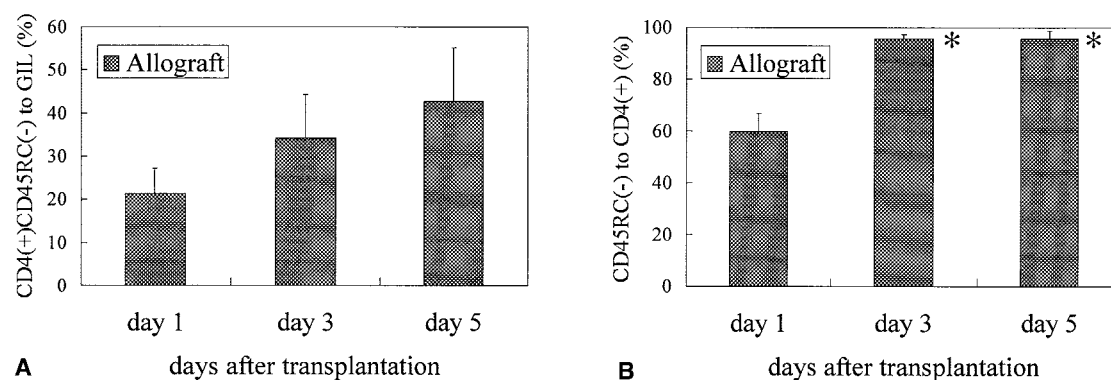 CD4(+)CD45RC(-) to GIL (%)
60
50
40
30
20
10
0
Allograft
day 1
day 3
day 5
A
days after transplantation
CD45RC(-) to CD4(+) (%)
100
80
60
40
20
0
Allograft
*
*
day 1
day 3
day 5
B
days after transplantation